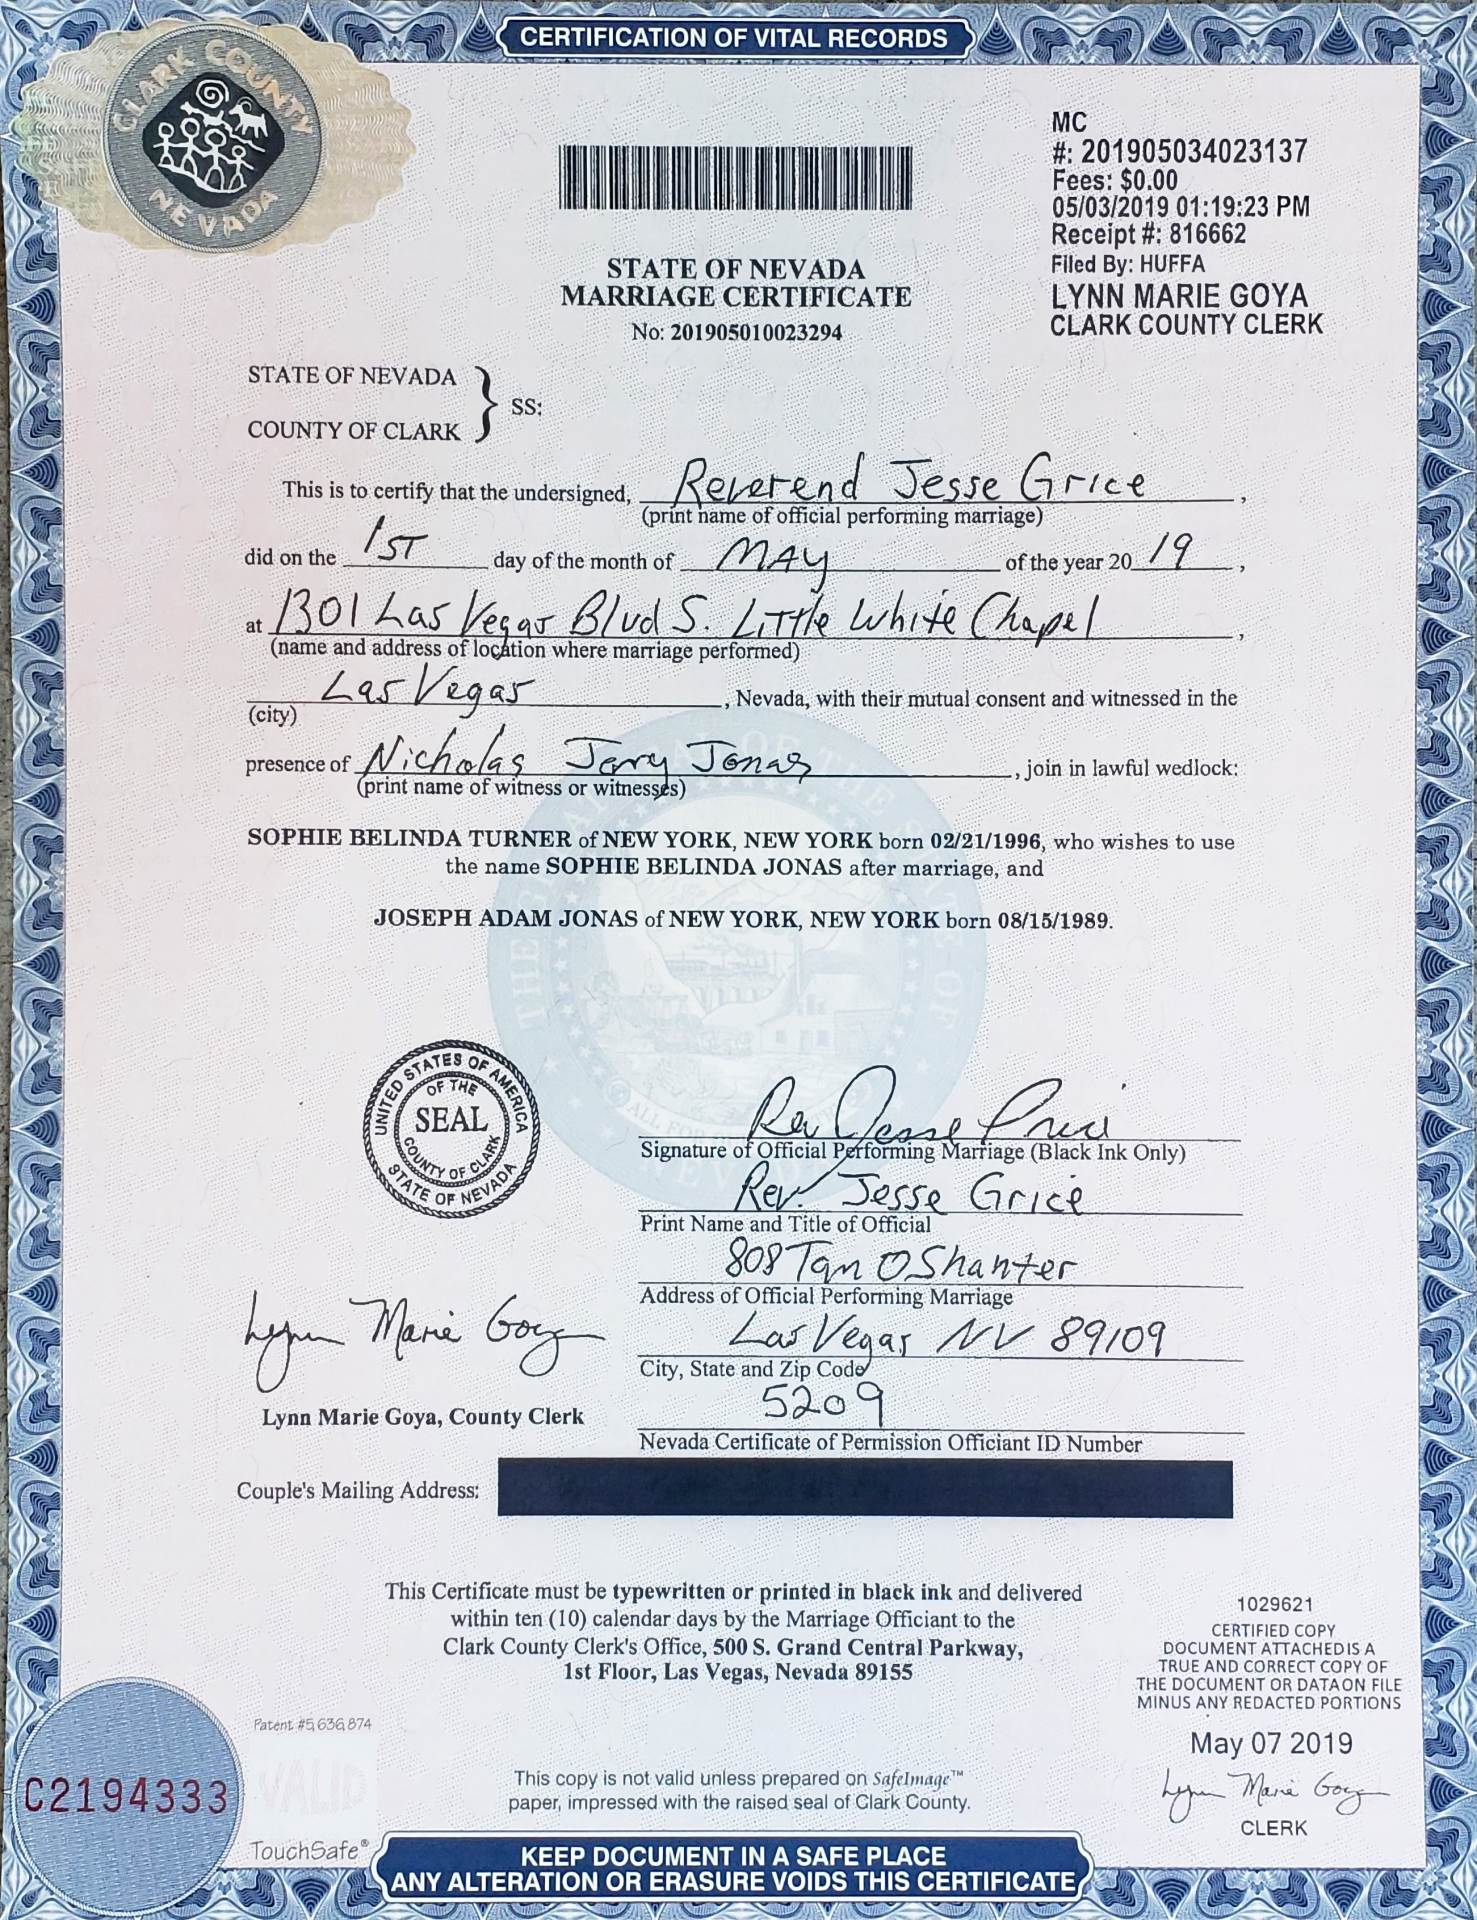 CERTIFICATION OF VITAL RECORDS
CLARK COUNTY
NEVADA
MC
#: 201905034023137
Fees: $0.00
05/03/2019 01:19:23 PM
Receipt #: 816662
Filed By: HUFFA
LYNN MARIE GOYA
CLARK COUNTY CLERK
STATE OF NEVADA
MARRIAGE CERTIFICATE
No: 201905010023294
STATE OF NEVADA
SS:
COUNTY OF CLARK
This is to certify that the undersigned, Reverend Jesse Grice,
(print name of official performing marriage)
did on the 1ST day of the month of MAY of the year 20 19,
at 1301 Las Vegas Blvd S. Little White Chapel,
(name and address of location where marriage performed)
Las Vegas, Nevada, with their mutual consent and witnessed in the
(city)
presence of Nicholas Jerry Jonas, join in lawful wedlock:
(print name of witness or witnesses)
SOPHIE BELINDA TURNER of NEW YORK, NEW YORK born 02/21/1996, who wishes to use
the name SOPHIE BELINDA JONAS after marriage, and
JOSEPH ADAM JONAS of NEW YORK, NEW YORK born 08/15/1989.
UNITED STATES OF AMERICA
OF THE
SEAL
COUNTY OF CLARK
STATE OF NEVADA
Rev Jesse Grice
Signature of Official Performing Marriage (Black Ink Only)
Rev. Jesse Grice
Print Name and Title of Official
808 Tam O Shanter
Address of Official Performing Marriage
Las Vegas NV 89109
City, State and Zip Code
5209
Nevada Certificate of Permission Officiant ID Number
Lynn Marie Goya
Lynn Marie Goya, County Clerk
Couple's Mailing Address:
This Certificate must be typewritten or printed in black ink and delivered
within ten (10) calendar days by the Marriage Officiant to the
Clark County Clerk's Office, 500 S. Grand Central Parkway,
1st Floor, Las Vegas, Nevada 89155
1029621
CERTIFIED COPY
DOCUMENT ATTACHED IS A
TRUE AND CORRECT COPY OF
THE DOCUMENT OR DATA ON FILE
MINUS ANY REDACTED PORTIONS
May 07 2019
Lynn Marie Goya
CLERK
Patent #5,636,874
VALID
TouchSafe®
C2194333
This copy is not valid unless prepared on SafeImage™
paper, impressed with the raised seal of Clark County.
KEEP DOCUMENT IN A SAFE PLACE
ANY ALTERATION OR ERASURE VOIDS THIS CERTIFICATE